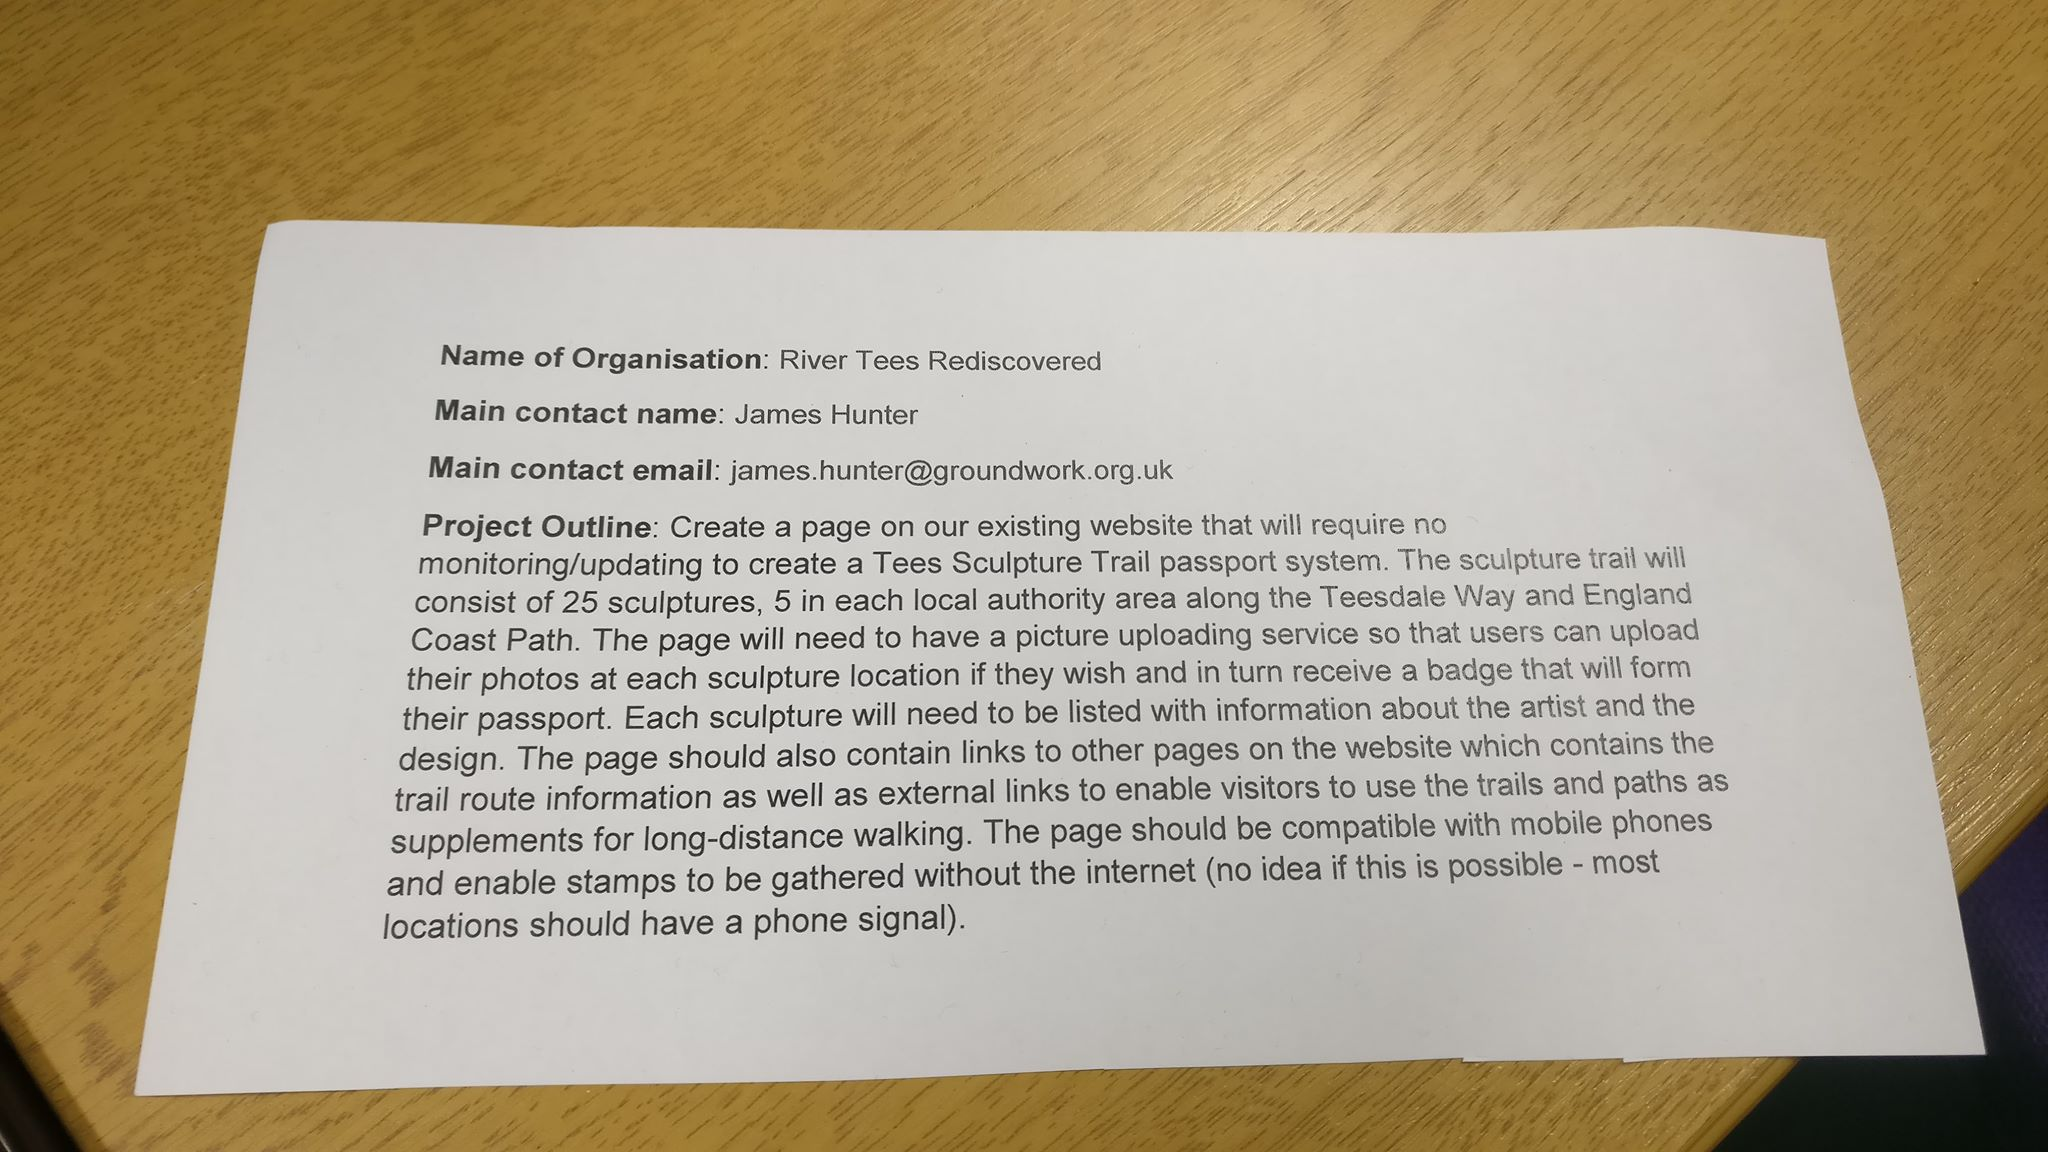 Name of Organisation: River Tees Rediscovered
Main contact name: James Hunter
Main contact email: james.hunter@groundwork.org.uk
Project Outline: Create a page on our existing website that will require no
monitoring/updating to create a Tees Sculpture Trail passport system. The sculpture trail will
consist of 25 sculptures, 5 in each local authority area along the Teesdale Way and England
Coast Path. The page will need to have a picture uploading service so that users can upload
their photos at each sculpture location if they wish and in turn receive a badge that will form
their passport. Each sculpture will need to be listed with information about the artist and the
design. The page should also contain links to other pages on the website which contains the
trail route information as well as external links to enable visitors to use the trails and paths as
supplements for long-distance walking. The page should be compatible with mobile phones
and enable stamps to be gathered without the internet (no idea if this is possible - most
locations should have a phone signal).